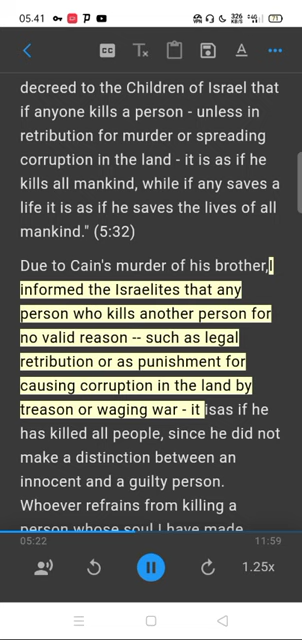 05.41
326 KB/S
4G
71
CC
decreed to the Children of Israel that
if anyone kills a person - unless in
retribution for murder or spreading
corruption in the land - it is as if he
kills all mankind, while if any saves a
life it is as if he saves the lives of all
mankind." (5:32)
Due to Cain's murder of his brother,I
informed the Israelites that any
person who kills another person for
no valid reason -- such as legal
retribution or as punishment for
causing corruption in the land by
treason or waging war - it isas if he
has killed all people, since he did not
make a distinction between an
innocent and a guilty person.
Whoever refrains from killing a
person whose soul I have made
05:22
11:59
1.25x